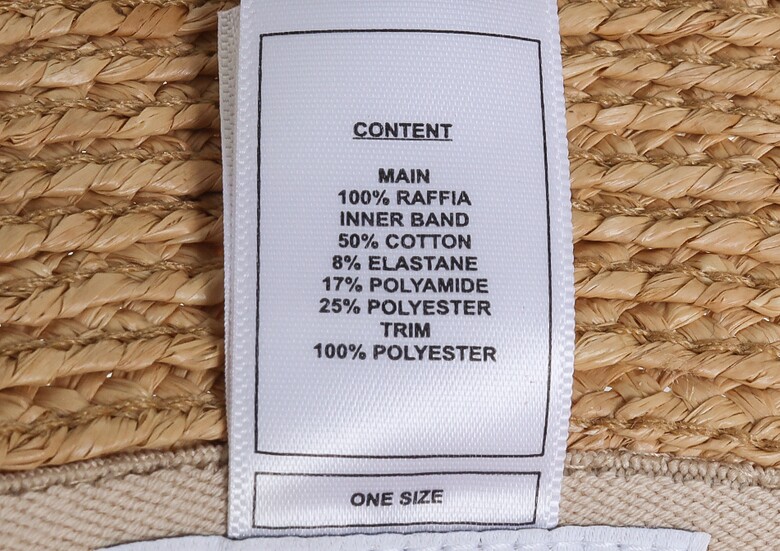 CONTENT
MAIN
100% RAFFIA
INNER BAND
50% COTTON
8% ELASTANE
17% POLYAMIDE
25% POLYESTER
TRIM
100% POLYESTER
ONE SIZE